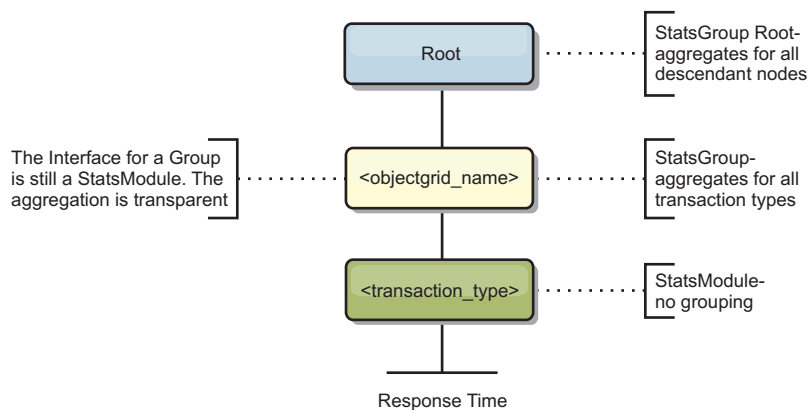 Root
StatsGroup Root-
aggregates for all
descendant nodes
The Interface for a Group
is still a StatsModule. The
aggregation is transparent
<objectgrid_name>
StatsGroup-
aggregates for all
transaction types
<transaction_type>
StatsModule-
no grouping
Response Time